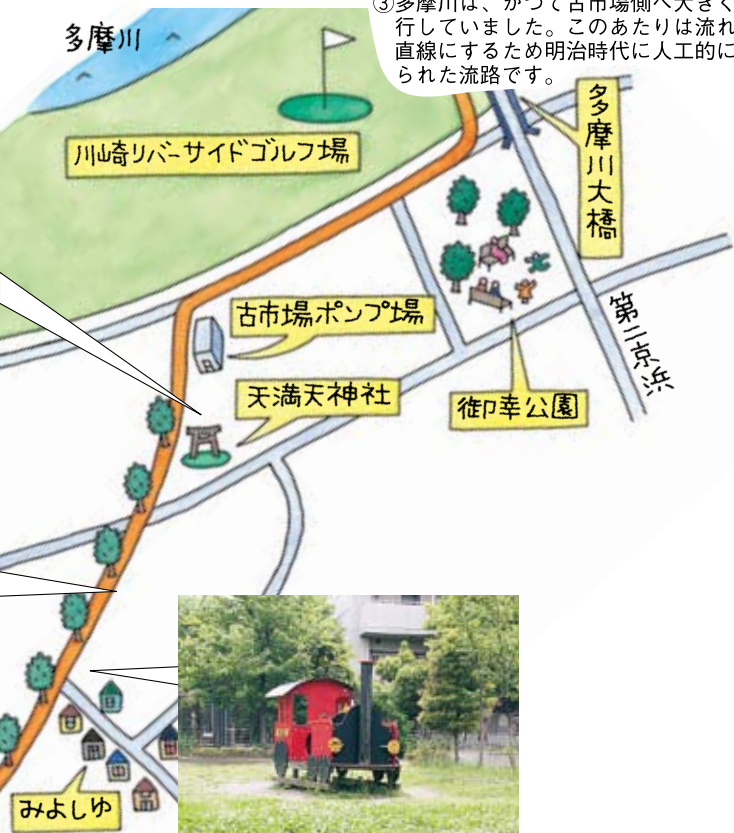 ③多摩川は、かつて古市場側へ大きく
行していました。このあたりは流れ
直線にするため明治時代に人工的に
られた流路です。
多摩川
川崎リバーサイドゴルフ場
多摩川大橋
古市場ポンプ場
第二京浜
天満天神社
御幸公園
みよしゆ